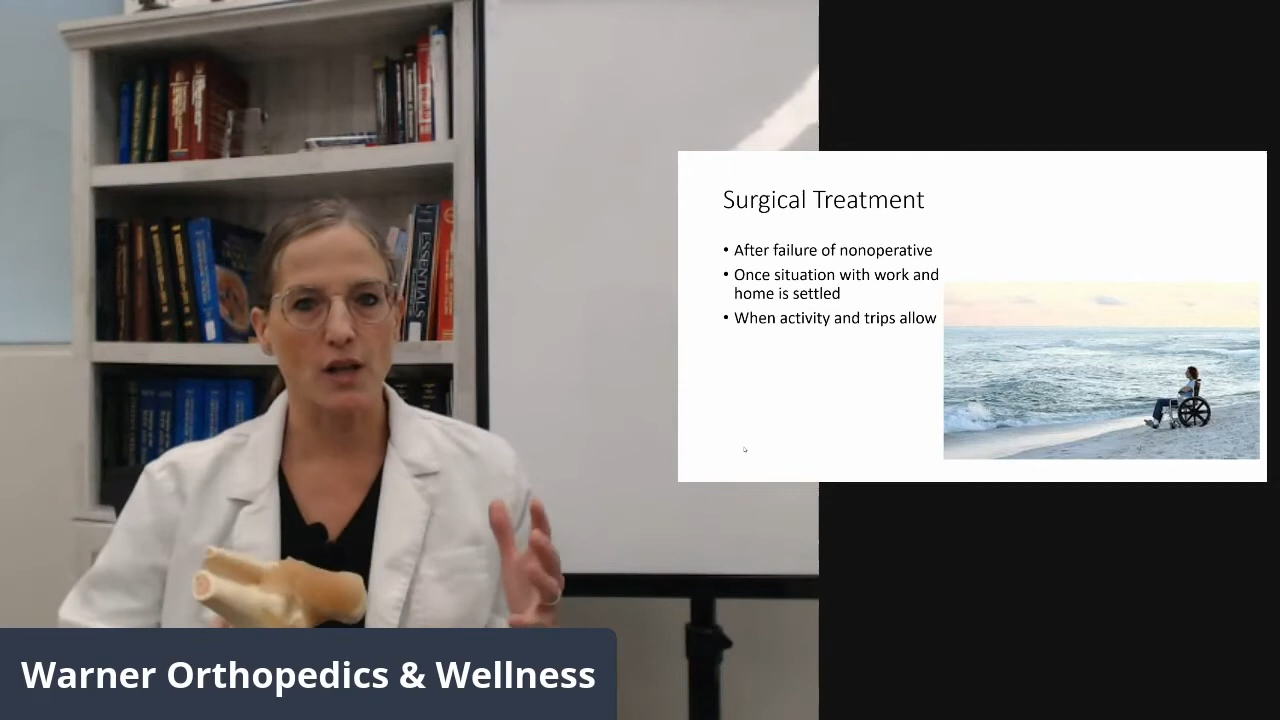 ESSENTIALS
Surgical Treatment
• After failure of nonoperative
• Once situation with work and
home is settled
• When activity and trips allow
Warner Orthopedics & Wellness